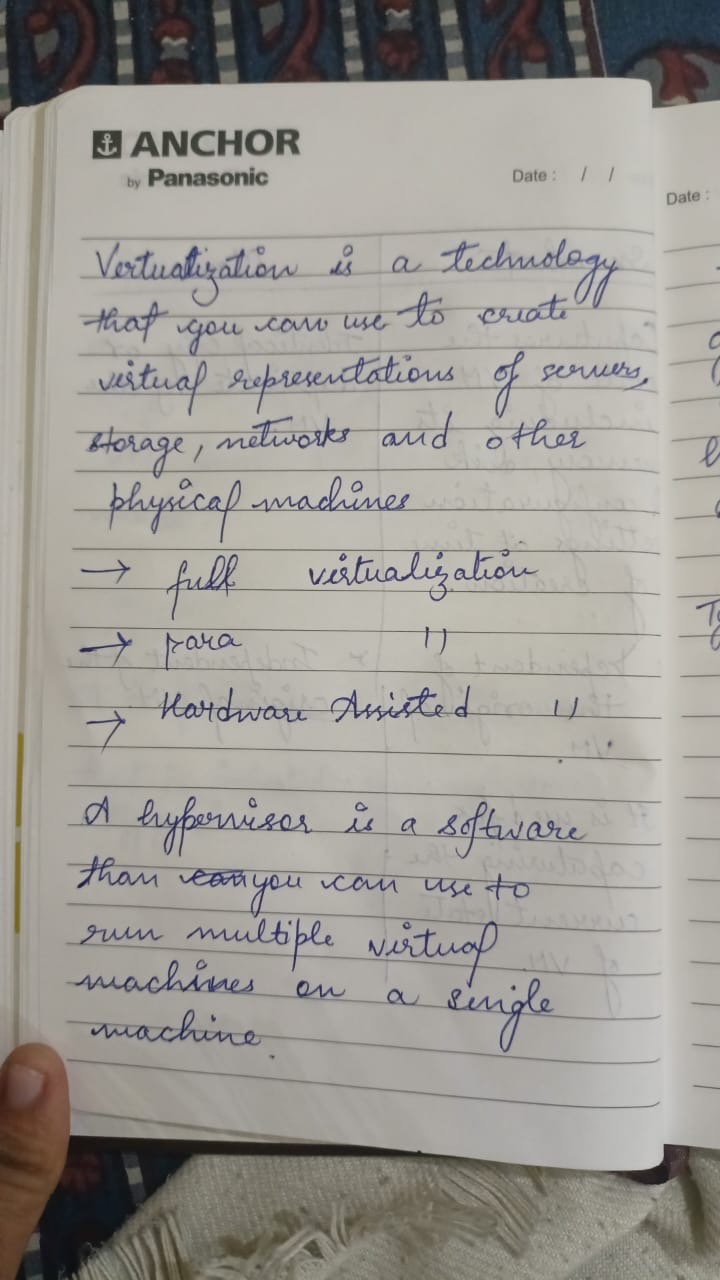 ANCHOR
by Panasonic
Date : / /
Date :
Vertualization is a technology
that you can use to create
virtual representations of servers,
storage, networks and other
physical machines
→ full virtualization
→ para "
→ Hardware Assisted "
A hypervisor is a software
than can you can use to
run multiple virtual
machines on a single
machine.